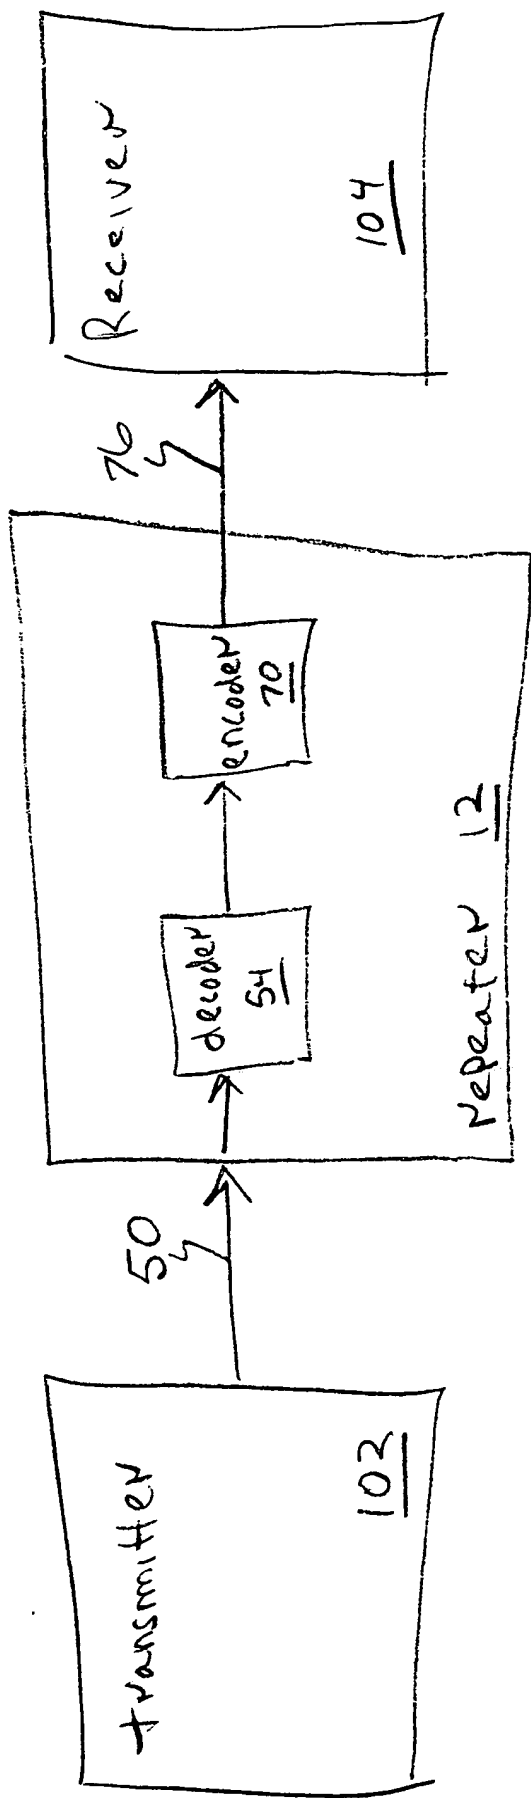 transmitter
102
50
decoder
54
encoder
70
repeater 12
76
Receiver
104